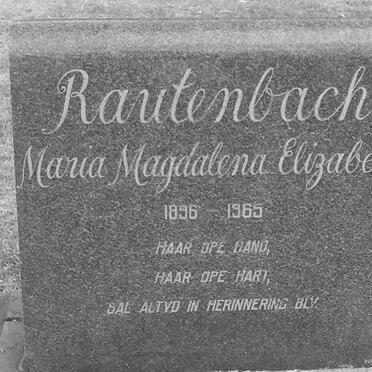 Rautenbach
Maria Magdalena Elizabe
1896 - 1965
HAAR OPE HAND,
HAAR OPE HART,
SAL ALTYD IN HERINNERING BLY.